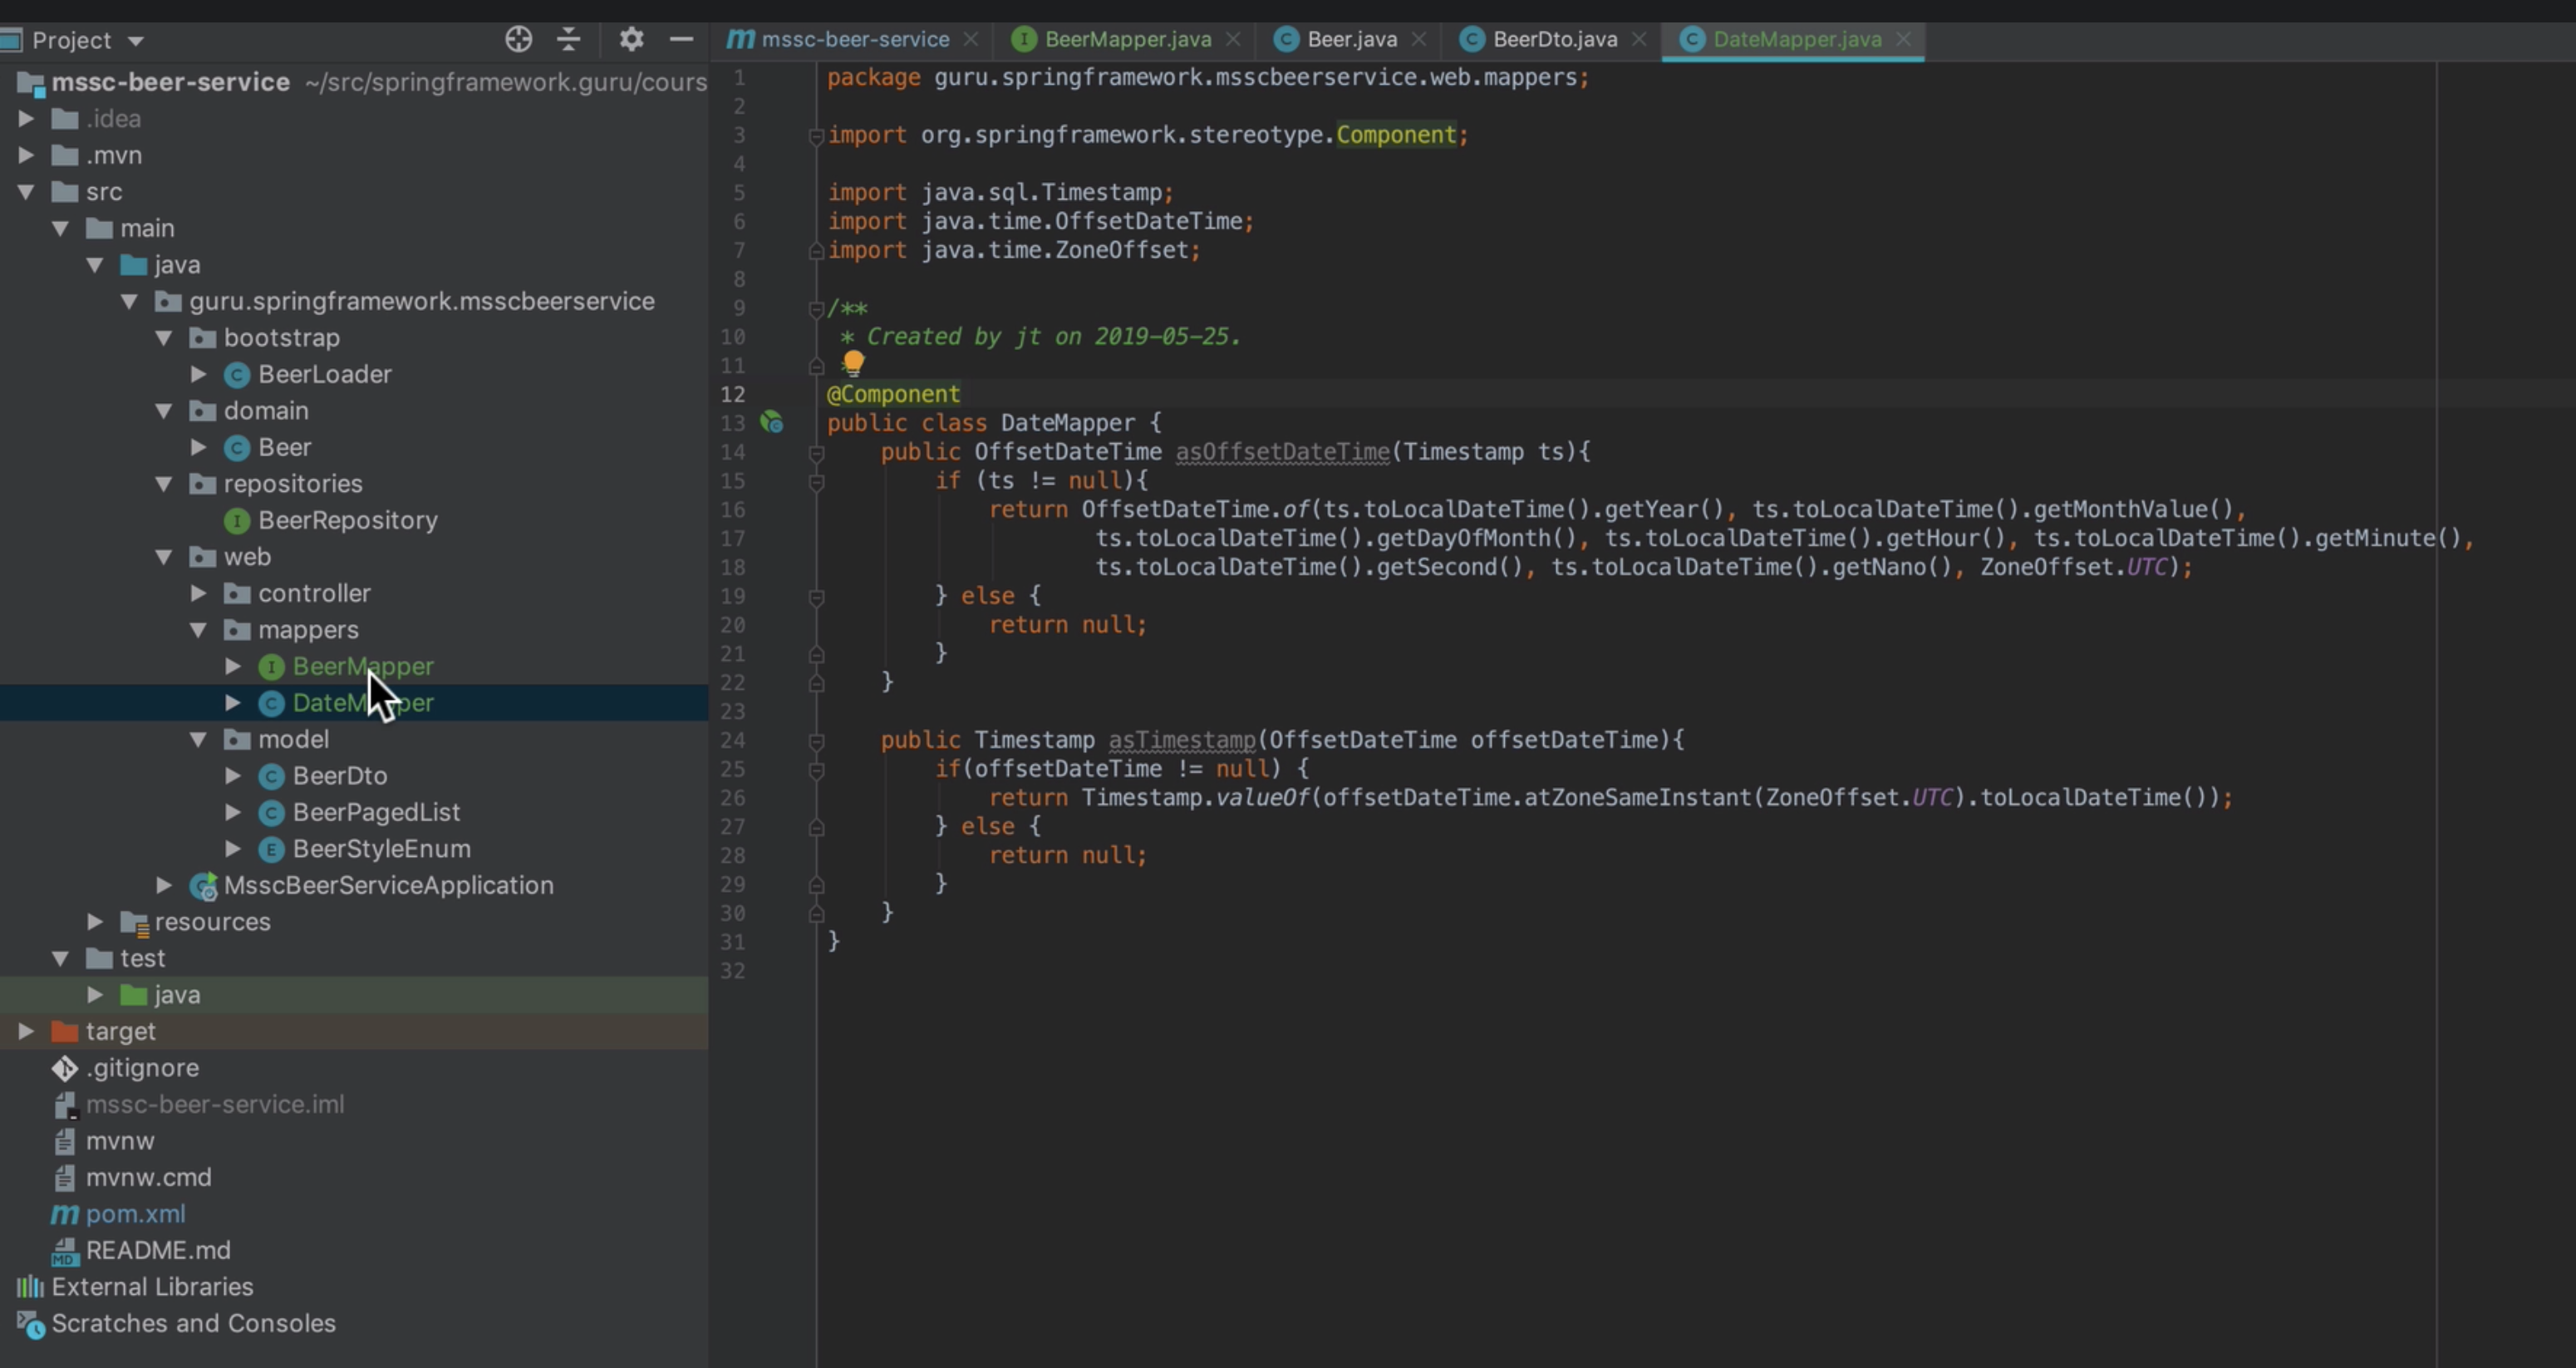 Project
mssc-beer-service ~/src/springframework.guru/cours
.idea
.mvn
src
main
java
guru.springframework.msscbeerservice
bootstrap
BeerLoader
domain
Beer
repositories
BeerRepository
web
controller
mappers
BeerMapper
DateMapper
model
BeerDto
BeerPagedList
BeerStyleEnum
MsscBeerServiceApplication
resources
test
java
target
.gitignore
mssc-beer-service.iml
mvnw
mvnw.cmd
pom.xml
README.md
External Libraries
Scratches and Consoles
mssc-beer-service BeerMapper.java Beer.java BeerDto.java DateMapper.java
1 package guru.springframework.msscbeerservice.web.mappers;
2
3 import org.springframework.stereotype.Component;
4
5 import java.sql.Timestamp;
6 import java.time.OffsetDateTime;
7 import java.time.ZoneOffset;
8
9 /**
10 * Created by jt on 2019-05-25.
11
12 @Component
13 public class DateMapper {
14 public OffsetDateTime asOffsetDateTime(Timestamp ts){
15 if (ts != null){
16 return OffsetDateTime.of(ts.toLocalDateTime().getYear(), ts.toLocalDateTime().getMonthValue(),
17 ts.toLocalDateTime().getDayOfMonth(), ts.toLocalDateTime().getHour(), ts.toLocalDateTime().getMinute(),
18 ts.toLocalDateTime().getSecond(), ts.toLocalDateTime().getNano(), ZoneOffset.UTC);
19 } else {
20 return null;
21 }
22 }
23
24 public Timestamp asTimestamp(OffsetDateTime offsetDateTime){
25 if(offsetDateTime != null) {
26 return Timestamp.valueOf(offsetDateTime.atZoneSameInstant(ZoneOffset.UTC).toLocalDateTime());
27 } else {
28 return null;
29 }
30 }
31 }
32